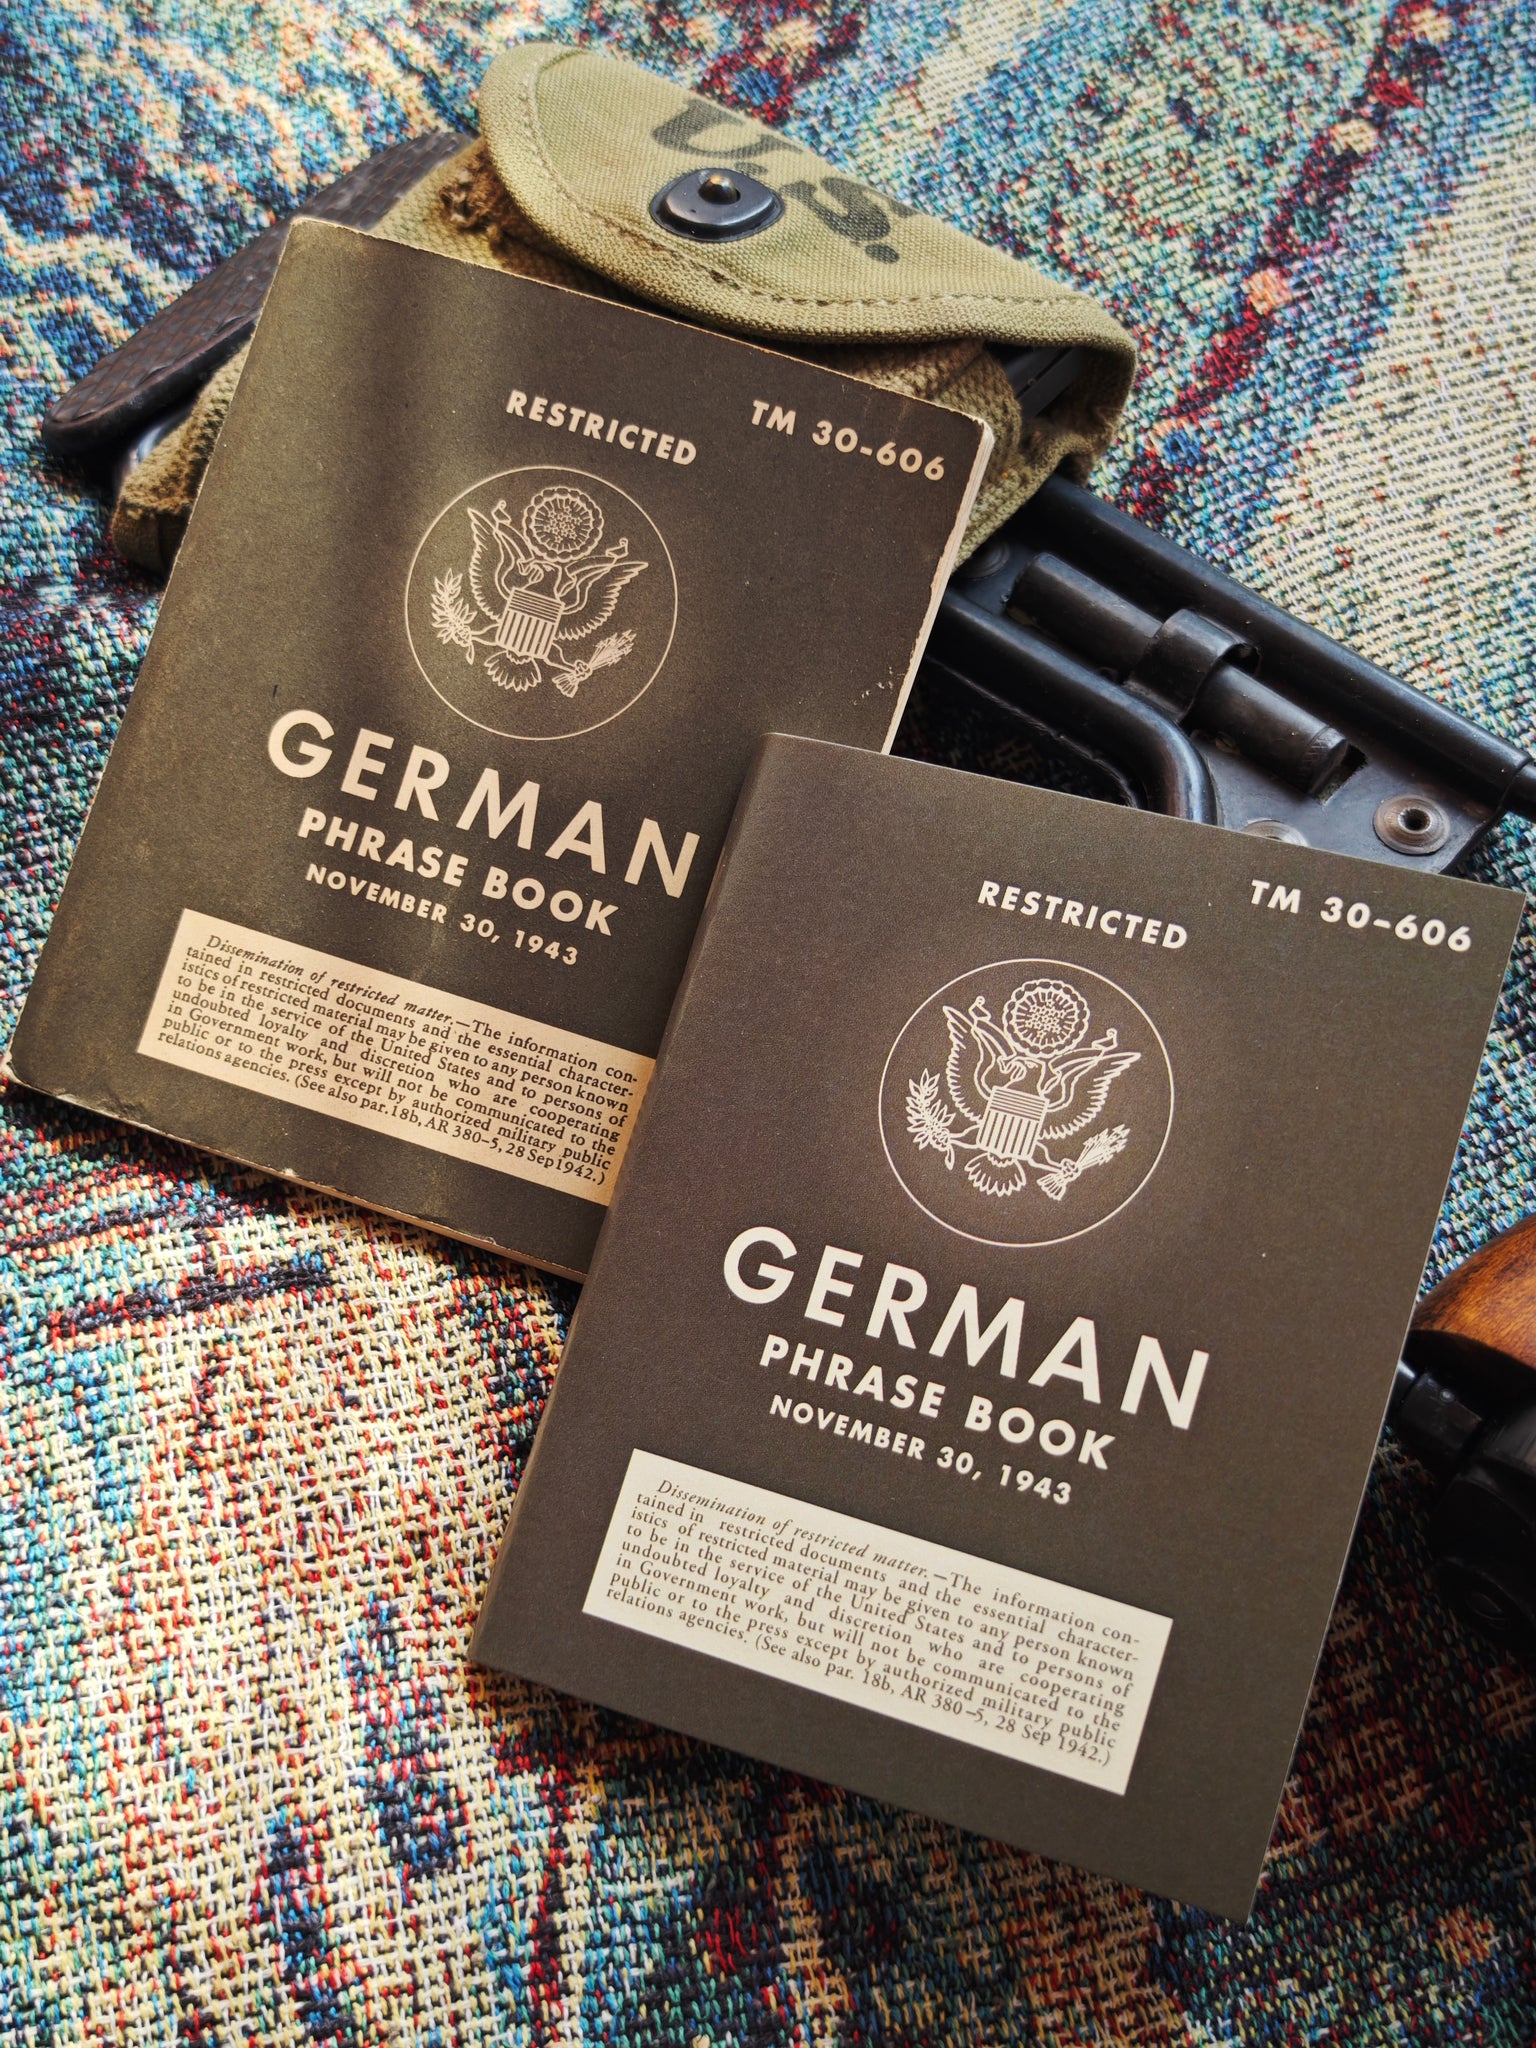 U.S.
RESTRICTED
TM 30-606
GERMAN
PHRASE BOOK
NOVEMBER 30, 1943
Dissemination of restricted matter.—The information con-
tained in restricted documents and the essential character-
istics of restricted material may be given to any person known
to be in the service of the United States and to persons of
undoubted loyalty and discretion who are cooperating
in Government work, but will not be communicated to the
public or to the press except by authorized military public
relations agencies. (See also par. 18b, AR 380-5, 28 Sep 1942.)
RESTRICTED
TM 30-606
GERMAN
PHRASE BOOK
NOVEMBER 30, 1943
Dissemination of restricted matter.—The information con-
tained in restricted documents and the essential character-
istics of restricted material may be given to any person known
to be in the service of the United States and to persons of
undoubted loyalty and discretion who are cooperating
in Government work, but will not be communicated to the
public or to the press except by authorized military public
relations agencies. (See also par. 18b, AR 380-5, 28 Sep 1942.)